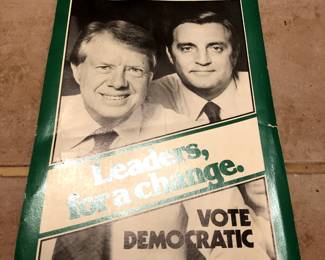 Leaders,
for a change.
VOTE
DEMOCRATIC